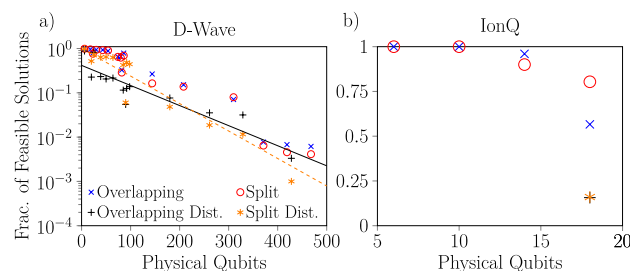 a) D-Wave
Frac. of Feasible Solutions
10^0
10^{-1}
10^{-2}
10^{-3}
10^{-4}
Overlapping Split
Overlapping Dist. Split Dist.
0 100 200 300 400 500
Physical Qubits
b) IonQ
1
0.75
0.5
0.25
0
5 10 15 20
Physical Qubits